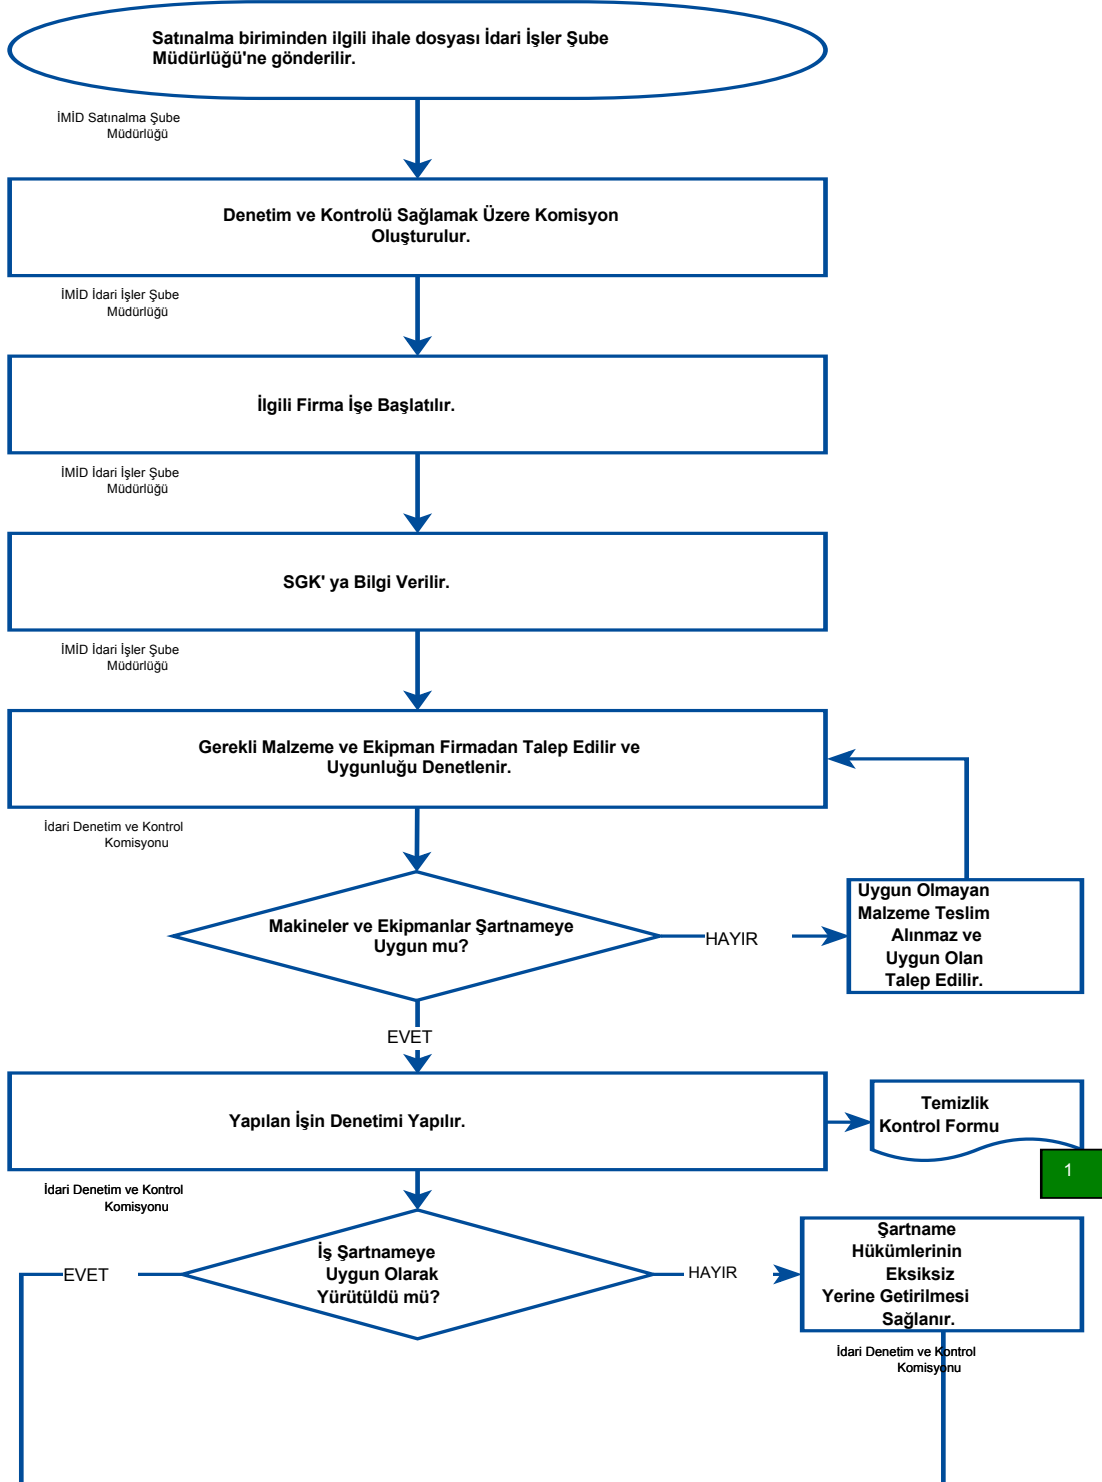 Satınalma biriminden ilgili ihale dosyası İdari İşler Şube
Müdürlüğü'ne gönderilir.
İMİD Satınalma Şube
Müdürlüğü
Denetim ve Kontrolü Sağlamak Üzere Komisyon
Oluşturulur.
İMİD İdari İşler Şube
Müdürlüğü
İlgili Firma İşe Başlatılır.
İMİD İdari İşler Şube
Müdürlüğü
SGK' ya Bilgi Verilir.
İMİD İdari İşler Şube
Müdürlüğü
Gerekli Malzeme ve Ekipman Firmadan Talep Edilir ve
Uygunluğu Denetlenir.
İdari Denetim ve Kontrol
Komisyonu
Makineler ve Ekipmanlar Şartnameye
Uygun mu?
HAYIR
Uygun Olmayan
Malzeme Teslim
Alınmaz ve
Uygun Olan
Talep Edilir.
EVET
Yapılan İşin Denetimi Yapılır.
Temizlik
Kontrol Formu
1
İdari Denetim ve Kontrol
Komisyonu
İş Şartnameye
Uygun Olarak
Yürütüldü mü?
EVET
HAYIR
Şartname
Hükümlerinin
Eksiksiz
Yerine Getirilmesi
Sağlanır.
İdari Denetim ve Kontrol
Komisyonu